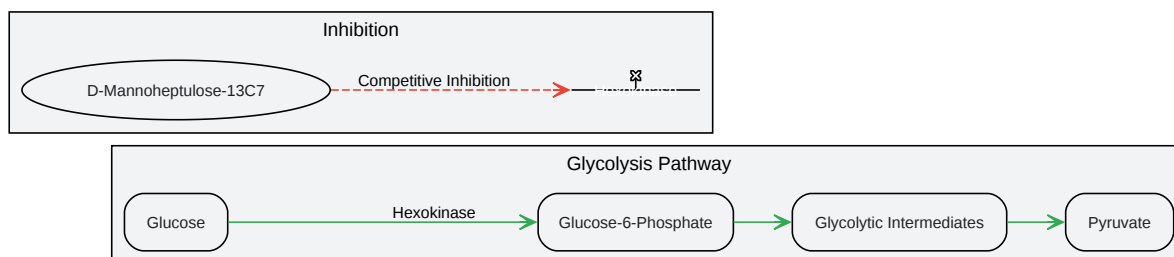 Inhibition
D-Mannoheptulose-13C7
Competitive Inhibition
Glycolysis Pathway
Glucose
Hexokinase
Glucose-6-Phosphate
Glycolytic Intermediates
Pyruvate